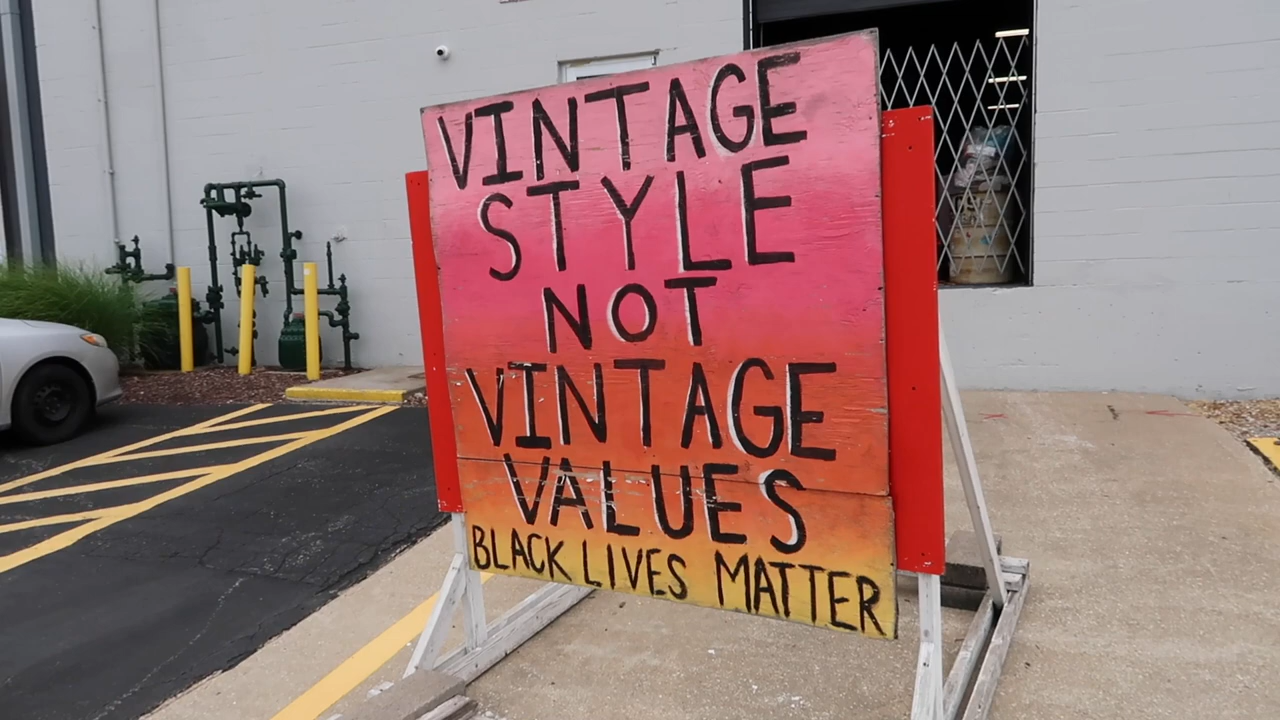 VINTAGE
STYLE
NOT
VINTAGE
VALUES
BLACK LIVES MATTER